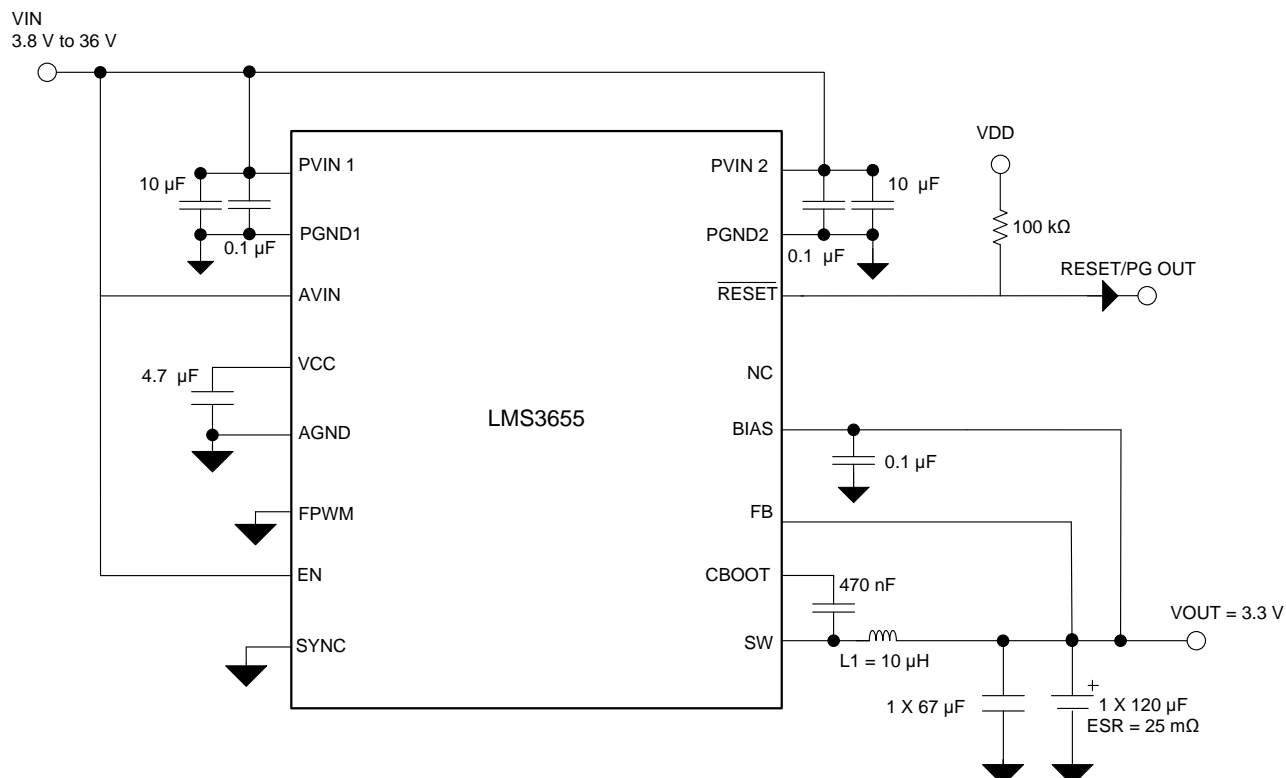 VIN
3.8 V to 36 V
VDD
PVIN 1
PVIN 2
10 µF
10 µF
100 kΩ
PGND1
PGND2
0.1 µF
0.1 µF
RESET/PG OUT
AVIN
RESET
VCC
NC
4.7 µF
LMS3655
AGND
BIAS
0.1 µF
FPWM
FB
EN
CBOOT
470 nF
VOUT = 3.3 V
SYNC
SW
L1 = 10 µH
+
1 X 67 µF
1 X 120 µF
ESR = 25 mΩ